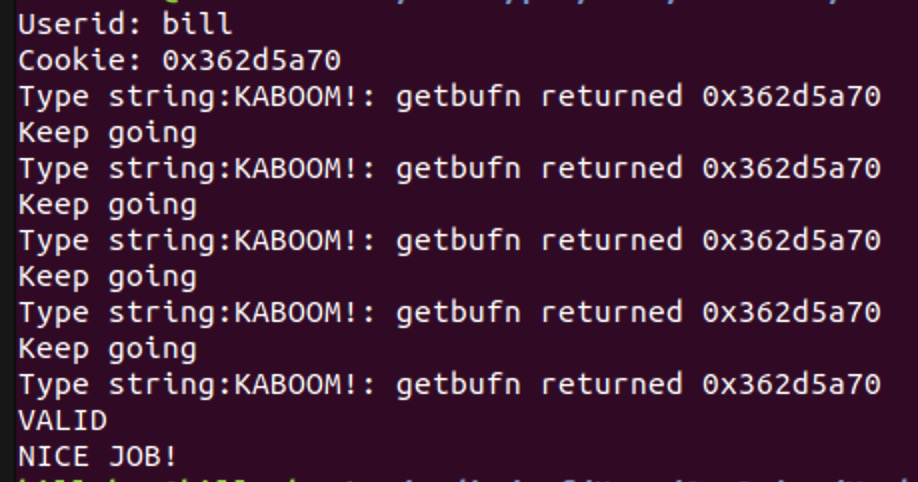 Userid: bill
Cookie: 0x362d5a70
Type string:KABOOM!: getbufn returned 0x362d5a70
Keep going
Type string:KABOOM!: getbufn returned 0x362d5a70
Keep going
Type string:KABOOM!: getbufn returned 0x362d5a70
Keep going
Type string:KABOOM!: getbufn returned 0x362d5a70
Keep going
Type string:KABOOM!: getbufn returned 0x362d5a70
VALID
NICE JOB!